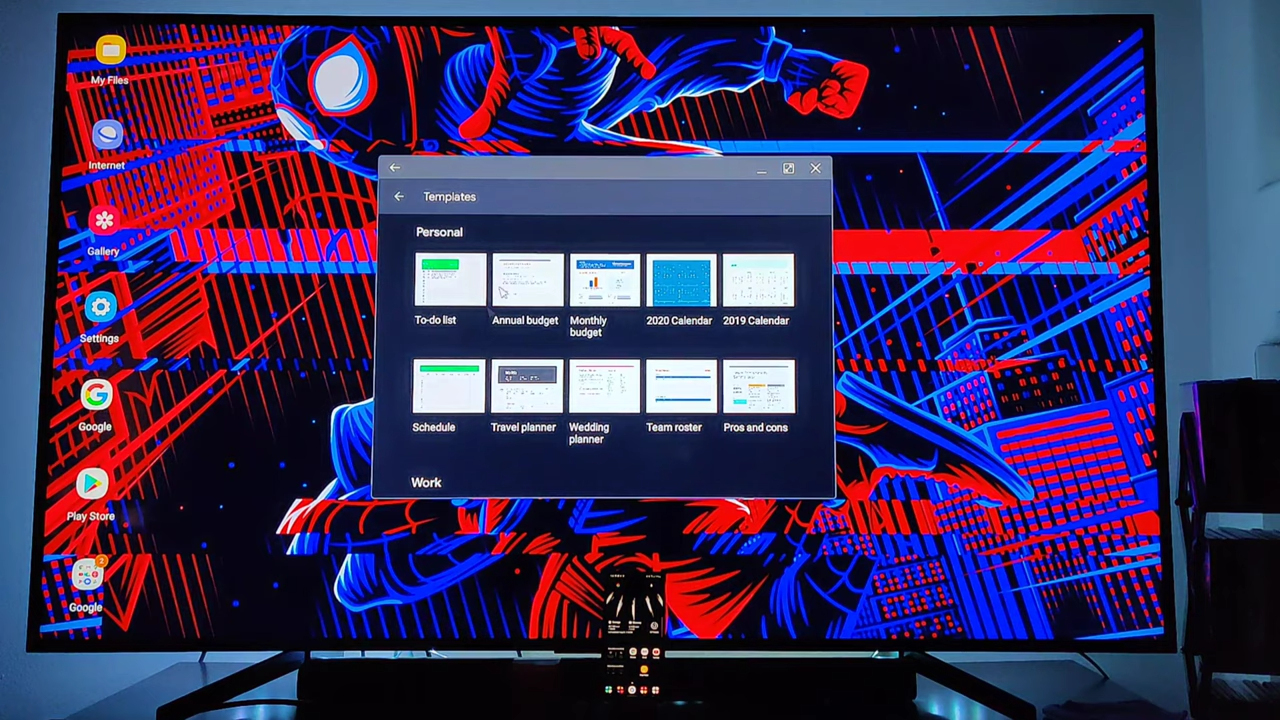 My Files
Internet
Gallery
Settings
Google
Play Store
2
Google
Templates
Personal
To-do list
Annual budget
Monthly
budget
2020 Calendar
2019 Calendar
Schedule
Travel planner
Wedding
planner
Team roster
Pros and cons
Work